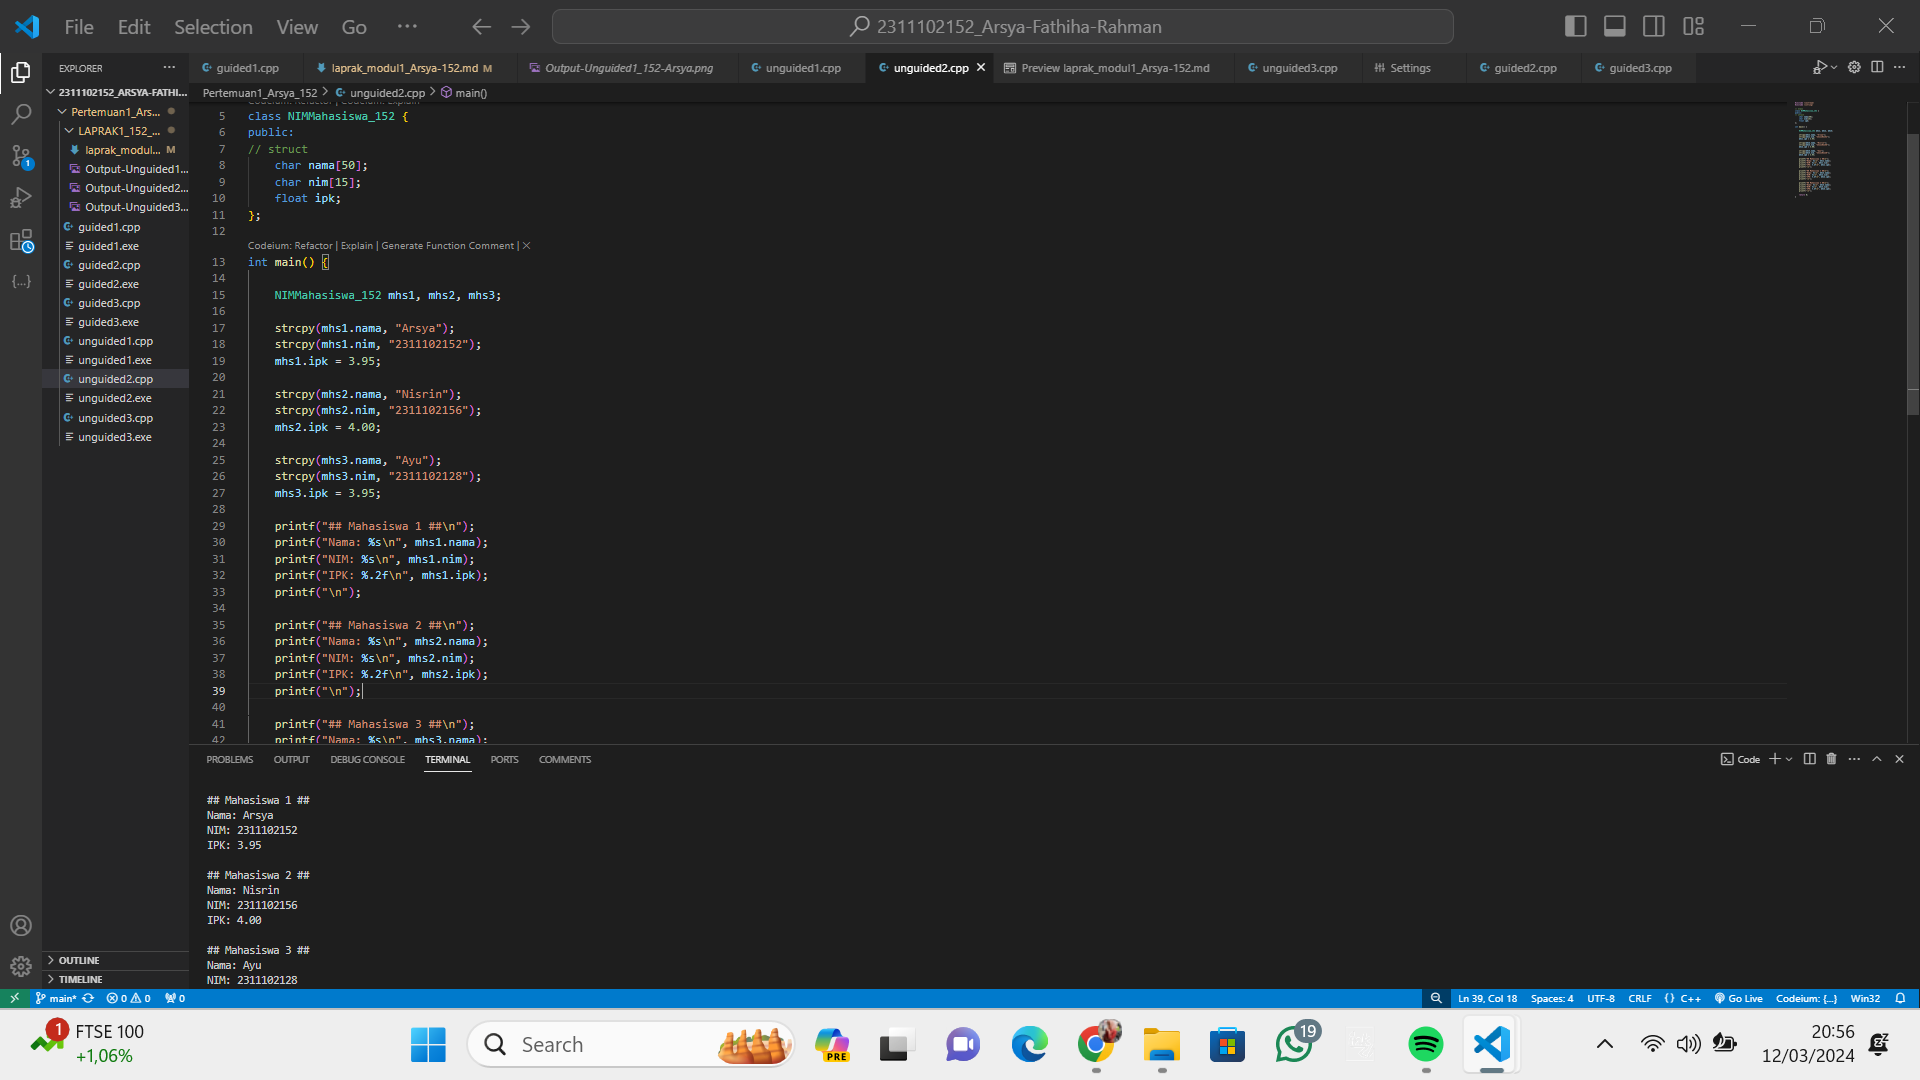 File Edit Selection View Go ··· 2311102152_Arsya-Fathiha-Rahman
EXPLORER ···
guided1.cpp laprak_modul1_Arsya-152.md M Output-Unguided1_152-Arsya.png unguided1.cpp unguided2.cpp Preview laprak_modul1_Arsya-152.md unguided3.cpp Settings guided2.cpp guided3.cpp
2311102152_ARSYA-FATHI...
Pertemuan1_Ars...
LAPRAK1_152_...
laprak_modul... M
Output-Unguided1...
Output-Unguided2...
Output-Unguided3...
guided1.cpp
guided1.exe
guided2.cpp
guided2.exe
guided3.cpp
guided3.exe
unguided1.cpp
unguided1.exe
unguided2.cpp
unguided2.exe
unguided3.cpp
unguided3.exe
OUTLINE
TIMELINE
Pertemuan1_Arsya_152 > unguided2.cpp > main()
Codeium: Refactor | Codeium: Explain
5 class NIMMahasiswa_152 {
6 public:
7 // struct
8 char nama[50];
9 char nim[15];
10 float ipk;
11 };
12
Codeium: Refactor | Explain | Generate Function Comment | X
13 int main() {
14
15 NIMMahasiswa_152 mhs1, mhs2, mhs3;
16
17 strcpy(mhs1.nama, "Arsya");
18 strcpy(mhs1.nim, "2311102152");
19 mhs1.ipk = 3.95;
20
21 strcpy(mhs2.nama, "Nisrin");
22 strcpy(mhs2.nim, "2311102156");
23 mhs2.ipk = 4.00;
24
25 strcpy(mhs3.nama, "Ayu");
26 strcpy(mhs3.nim, "2311102128");
27 mhs3.ipk = 3.95;
28
29 printf("## Mahasiswa 1 ##\n");
30 printf("Nama: %s\n", mhs1.nama);
31 printf("NIM: %s\n", mhs1.nim);
32 printf("IPK: %.2f\n", mhs1.ipk);
33 printf("\n");
34
35 printf("## Mahasiswa 2 ##\n");
36 printf("Nama: %s\n", mhs2.nama);
37 printf("NIM: %s\n", mhs2.nim);
38 printf("IPK: %.2f\n", mhs2.ipk);
39 printf("\n");
40
41 printf("## Mahasiswa 3 ##\n");
42 printf("Nama: %s\n", mhs3.nama);
PROBLEMS OUTPUT DEBUG CONSOLE TERMINAL PORTS COMMENTS Code
## Mahasiswa 1 ##
Nama: Arsya
NIM: 2311102152
IPK: 3.95
## Mahasiswa 2 ##
Nama: Nisrin
NIM: 2311102156
IPK: 4.00
## Mahasiswa 3 ##
Nama: Ayu
NIM: 2311102128
main* 0 0 0 Ln 39, Col 18 Spaces: 4 UTF-8 CRLF {} C++ Go Live Codeium: {...} Win32
1 FTSE 100
+1,06%
Search
PRE
19
20:56
12/03/2024